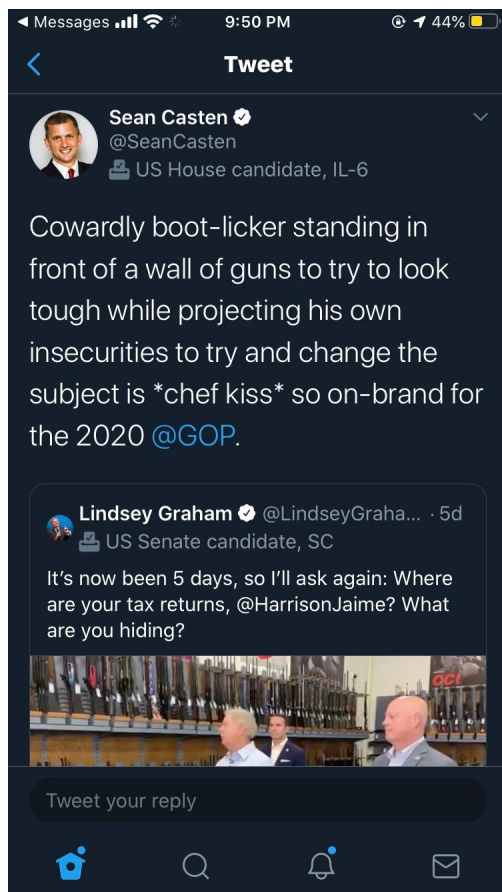 Messages 9:50 PM 44%
Tweet
Sean Casten
@SeanCasten
US House candidate, IL-6
Cowardly boot-licker standing in
front of a wall of guns to try to look
tough while projecting his own
insecurities to try and change the
subject is *chef kiss* so on-brand for
the 2020 @GOP.
Lindsey Graham @LindseyGraha... · 5d
US Senate candidate, SC
It's now been 5 days, so I'll ask again: Where
are your tax returns, @HarrisonJaime? What
are you hiding?
CCI
Tweet your reply